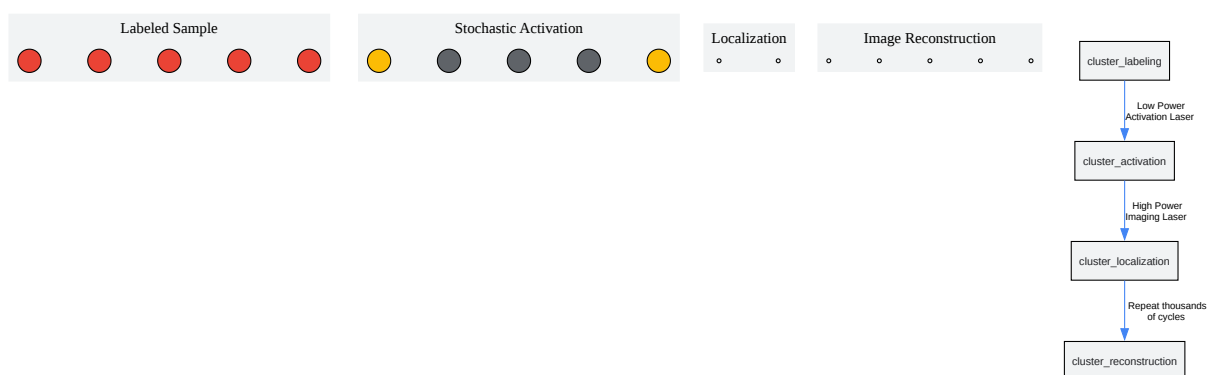 Labeled Sample
Stochastic Activation
Localization
Image Reconstruction
cluster_labeling
Low Power
Activation Laser
cluster_activation
High Power
Imaging Laser
cluster_localization
Repeat thousands
of cycles
cluster_reconstruction